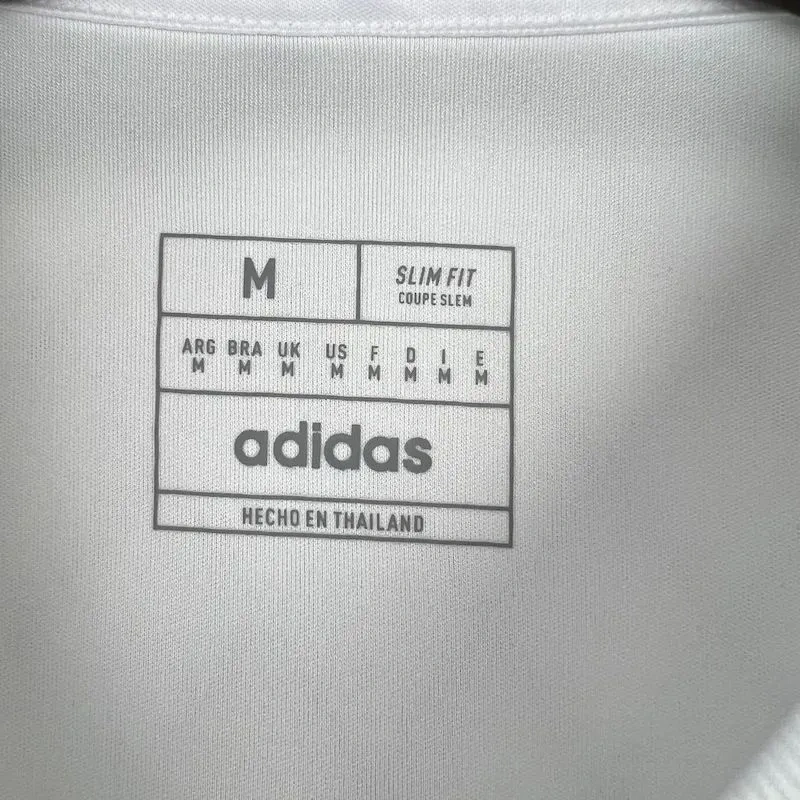 M
SLIM FIT
COUPE SLEM
ARG BRA UK US F D I E
M M M M M M M M
adidas
HECHO EN THAILAND